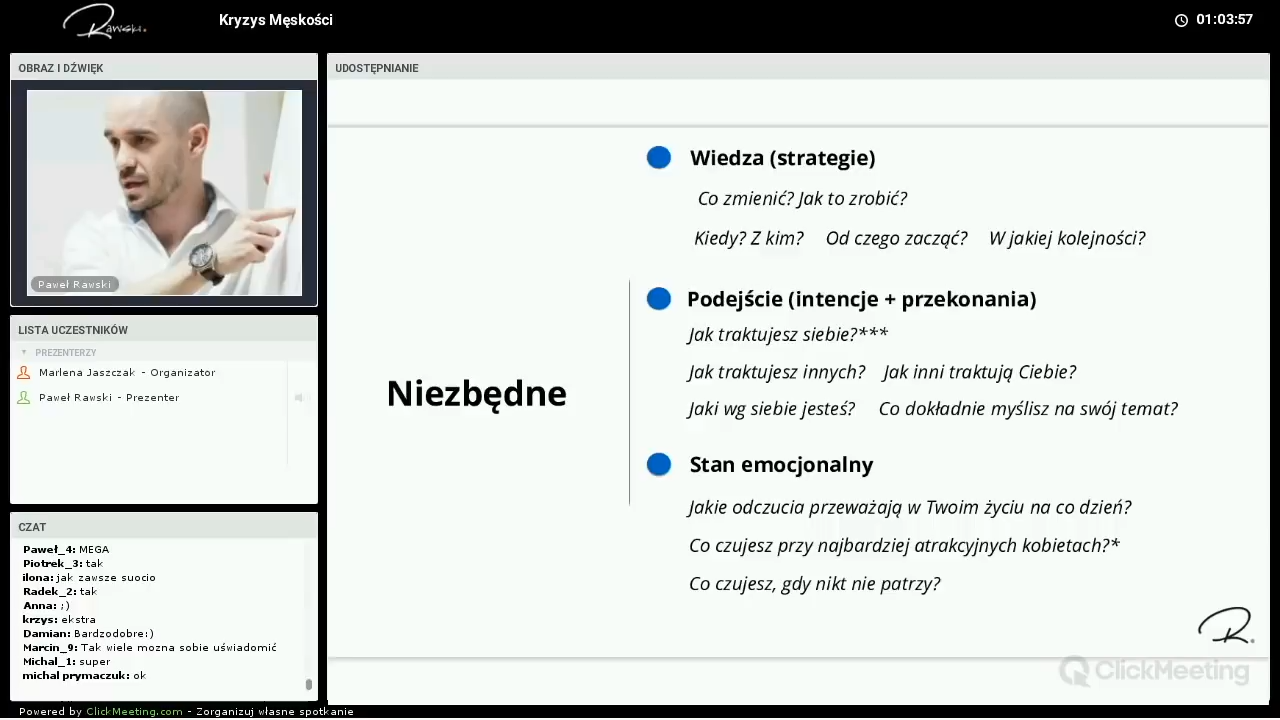 Rawski.
Kryzys Męskości
01:03:57
OBRAZ I DŹWIĘK
Paweł Rawski
LISTA UCZESTNIKÓW
PREZENTERZY
Marlena Jaszczak - Organizator
Paweł Rawski - Prezenter
CZAT
Paweł_4: MEGA
Piotrek_3: tak
ilona: jak zawsze suocio
Radek_2: tak
Anna: ;)
krzys: ekstra
Damian: Bardzodobre:)
Marcin_9: Tak wiele mozna sobie uświadomić
Michal_1: super
michal prymaczuk: ok
Powered by ClickMeeting.com - Zorganizuj własne spotkanie
UDOSTĘPNIANIE
Niezbędne
Wiedza (strategie)
Co zmienić? Jak to zrobić?
Kiedy? Z kim? Od czego zacząć? W jakiej kolejności?
Podejście (intencje + przekonania)
Jak traktujesz siebie?***
Jak traktujesz innych? Jak inni traktują Ciebie?
Jaki wg siebie jesteś? Co dokładnie myślisz na swój temat?
Stan emocjonalny
Jakie odczucia przeważają w Twoim życiu na co dzień?
Co czujesz przy najbardziej atrakcyjnych kobietach?*
Co czujesz, gdy nikt nie patrzy?
R.
ClickMeeting